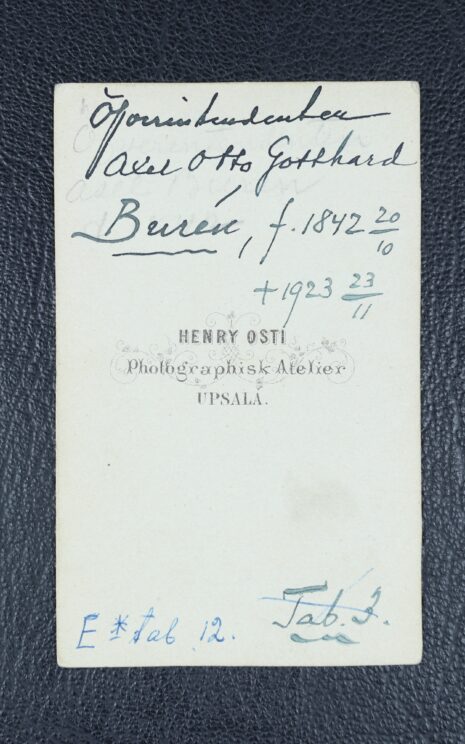 Öfverintendenten
Axel Otto Gotthard
Burén, f. 1842 20/10
+ 1923 23/11
HENRY OSTI
Photographisk Atelier
UPSALA.
Tab. 3.
E * tab 12.